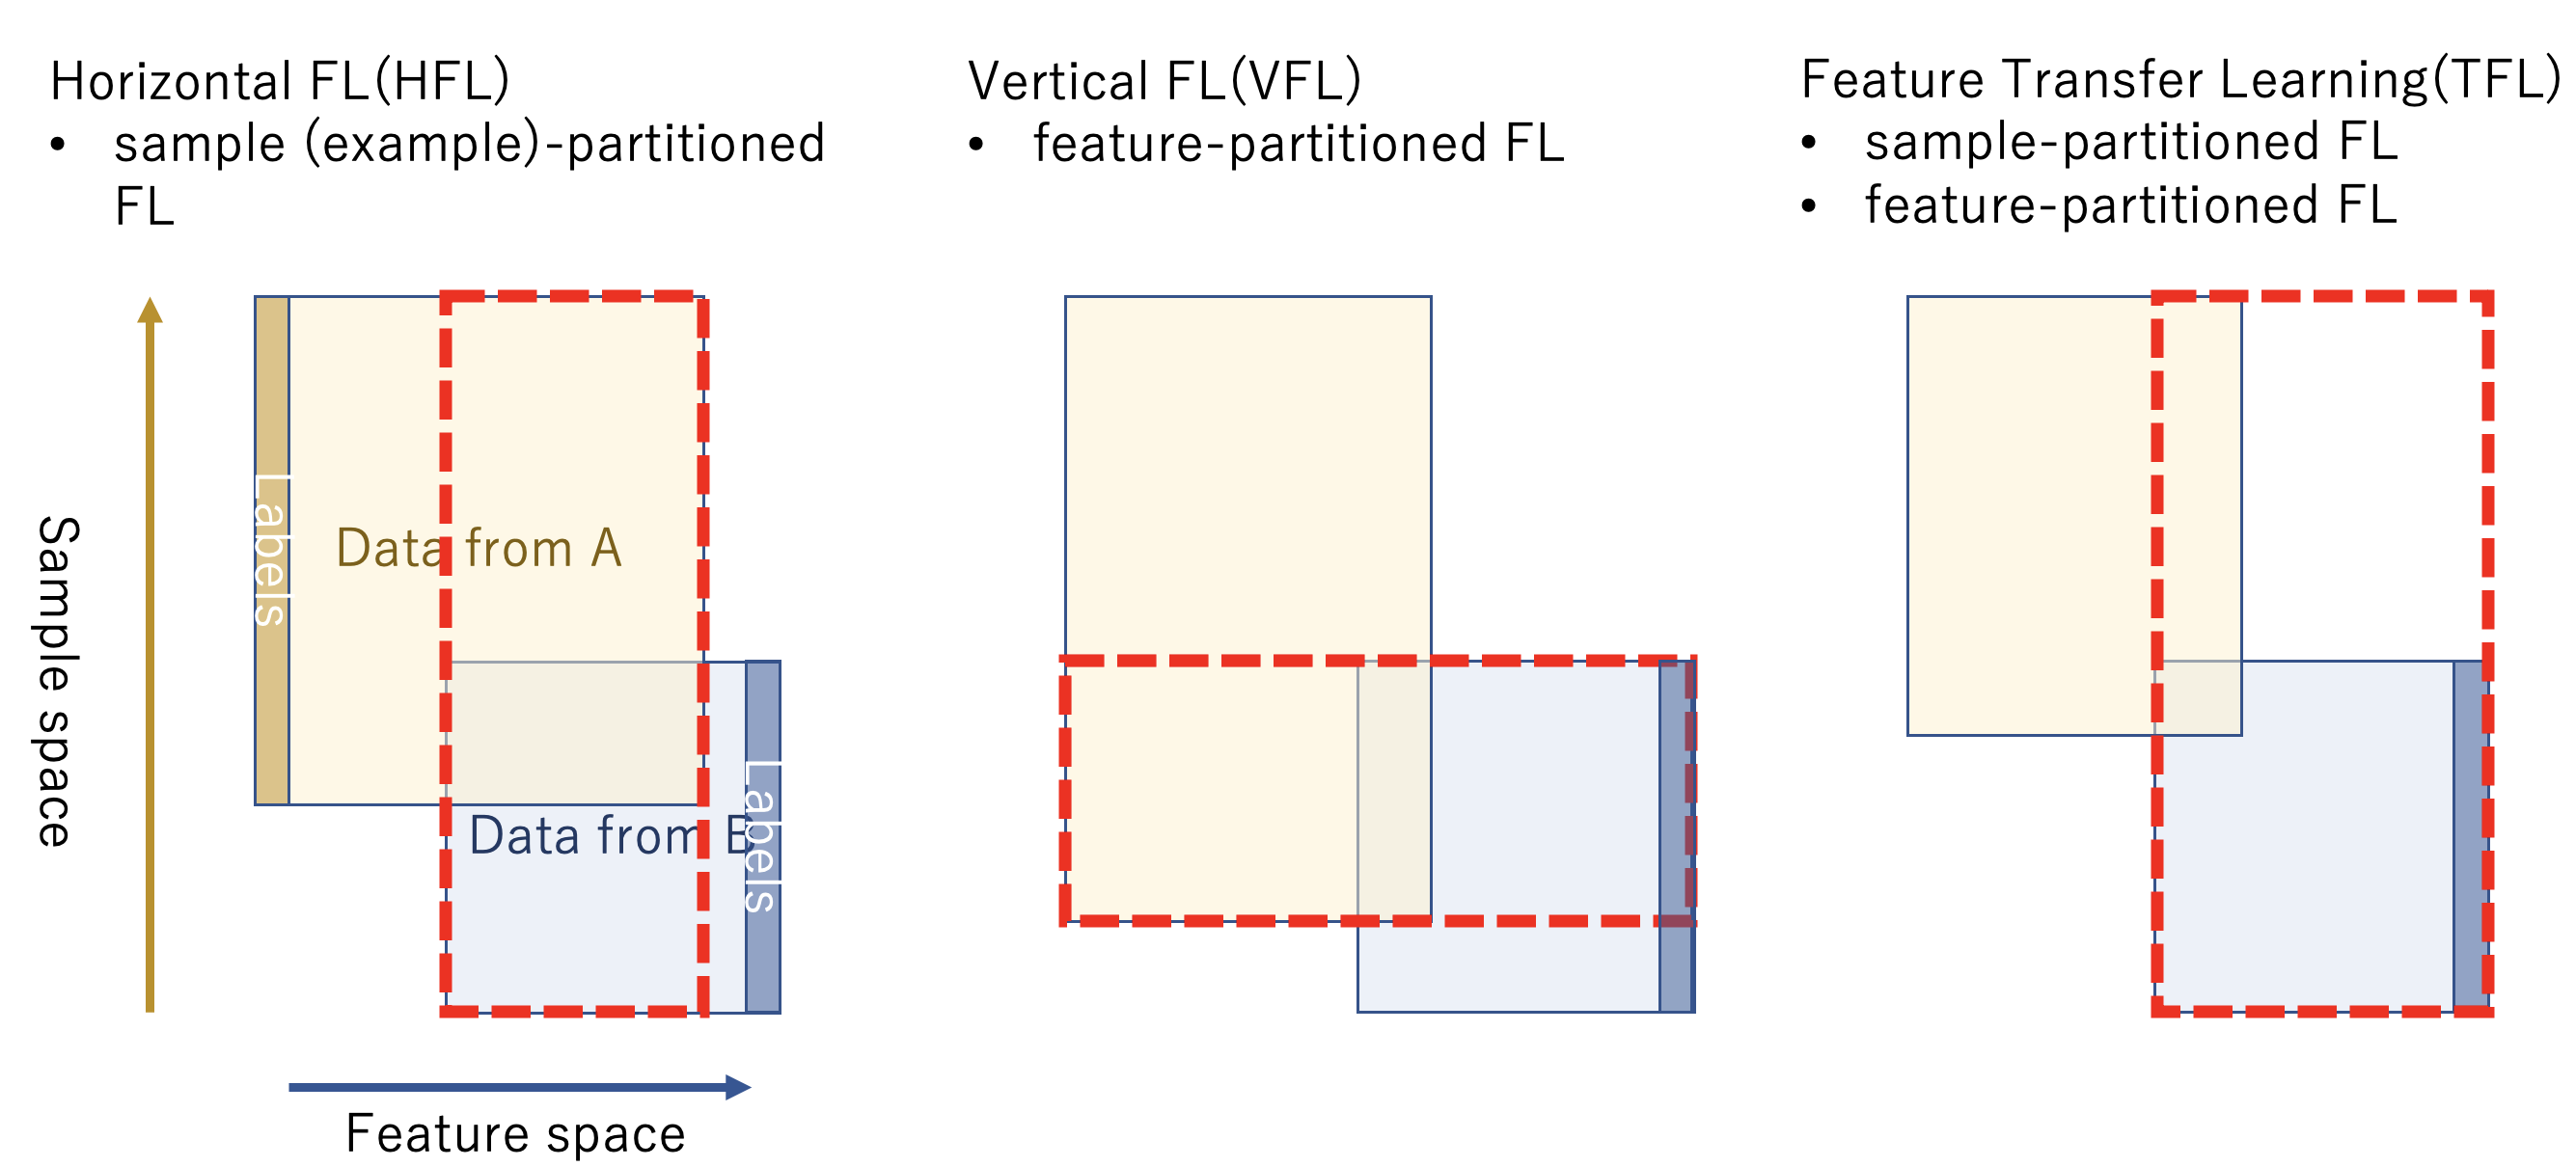 Horizontal FL(HFL)
• sample (example)-partitioned
FL
Vertical FL(VFL)
• feature-partitioned FL
Feature Transfer Learning(TFL)
• sample-partitioned FL
• feature-partitioned FL
Sample space
Labels
Data from A
Data from B
Labels
Feature space